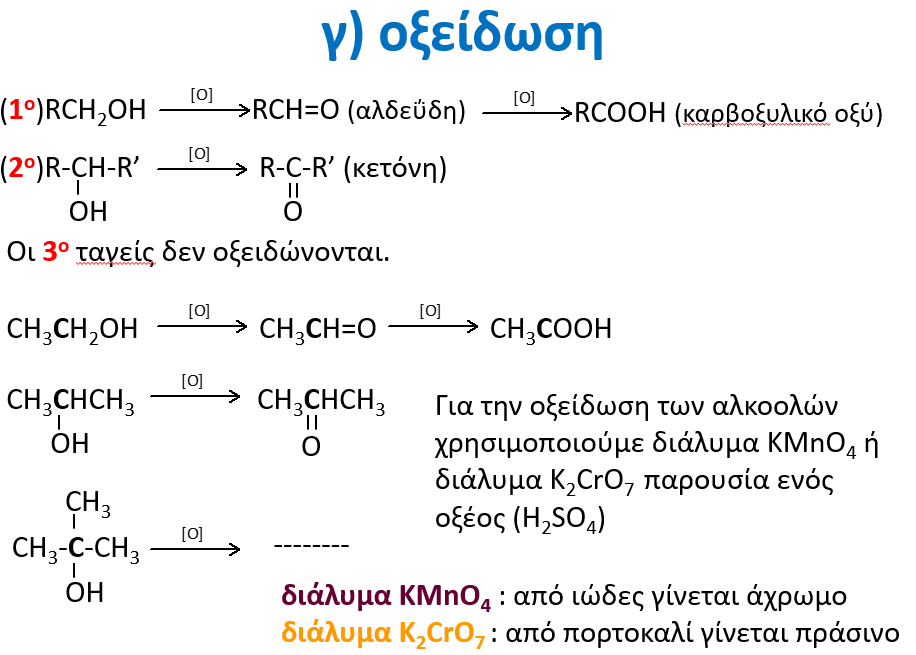 γ) οξείδωση
(1ο)RCH2OH [O] RCH=O (αλδεΰδη) [O] RCOOH (καρβοξυλικό οξύ)
(2ο)R-CH-R’ [O] R-C-R’ (κετόνη)
OH O
Οι 3ο ταγείς δεν οξειδώνονται.
CH3CH2OH [O] CH3CH=O [O] CH3COOH
CH3CHCH3 [O] CH3CHCH3
OH O
Για την οξείδωση των αλκοολών
χρησιμοποιούμε διάλυμα KMnO4 ή
διάλυμα K2CrO7 παρουσία ενός
οξέος (H2SO4)
CH3
CH3-C-CH3 [O] --------
OH
διάλυμα KMnO4 : από ιώδες γίνεται άχρωμο
διάλυμα K2CrO7 : από πορτοκαλί γίνεται πράσινο